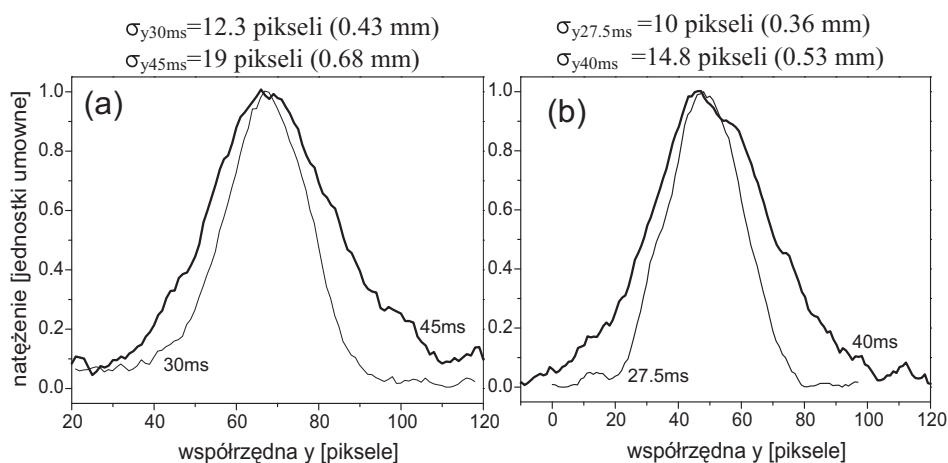 σy30ms=12.3 pikseli (0.43 mm)
σy45ms=19 pikseli (0.68 mm)
σy27.5ms=10 pikseli (0.36 mm)
σy40ms =14.8 pikseli (0.53 mm)
natężenie [jednostki umowne]
(a)
1.0
0.8
0.6
0.4
0.2
0.0
45ms
30ms
20 40 60 80 100 120
współrzędna y [piksele]
(b)
1.0
0.8
0.6
0.4
0.2
0.0
40ms
27.5ms
0 20 40 60 80 100 120
współrzędna y [piksele]